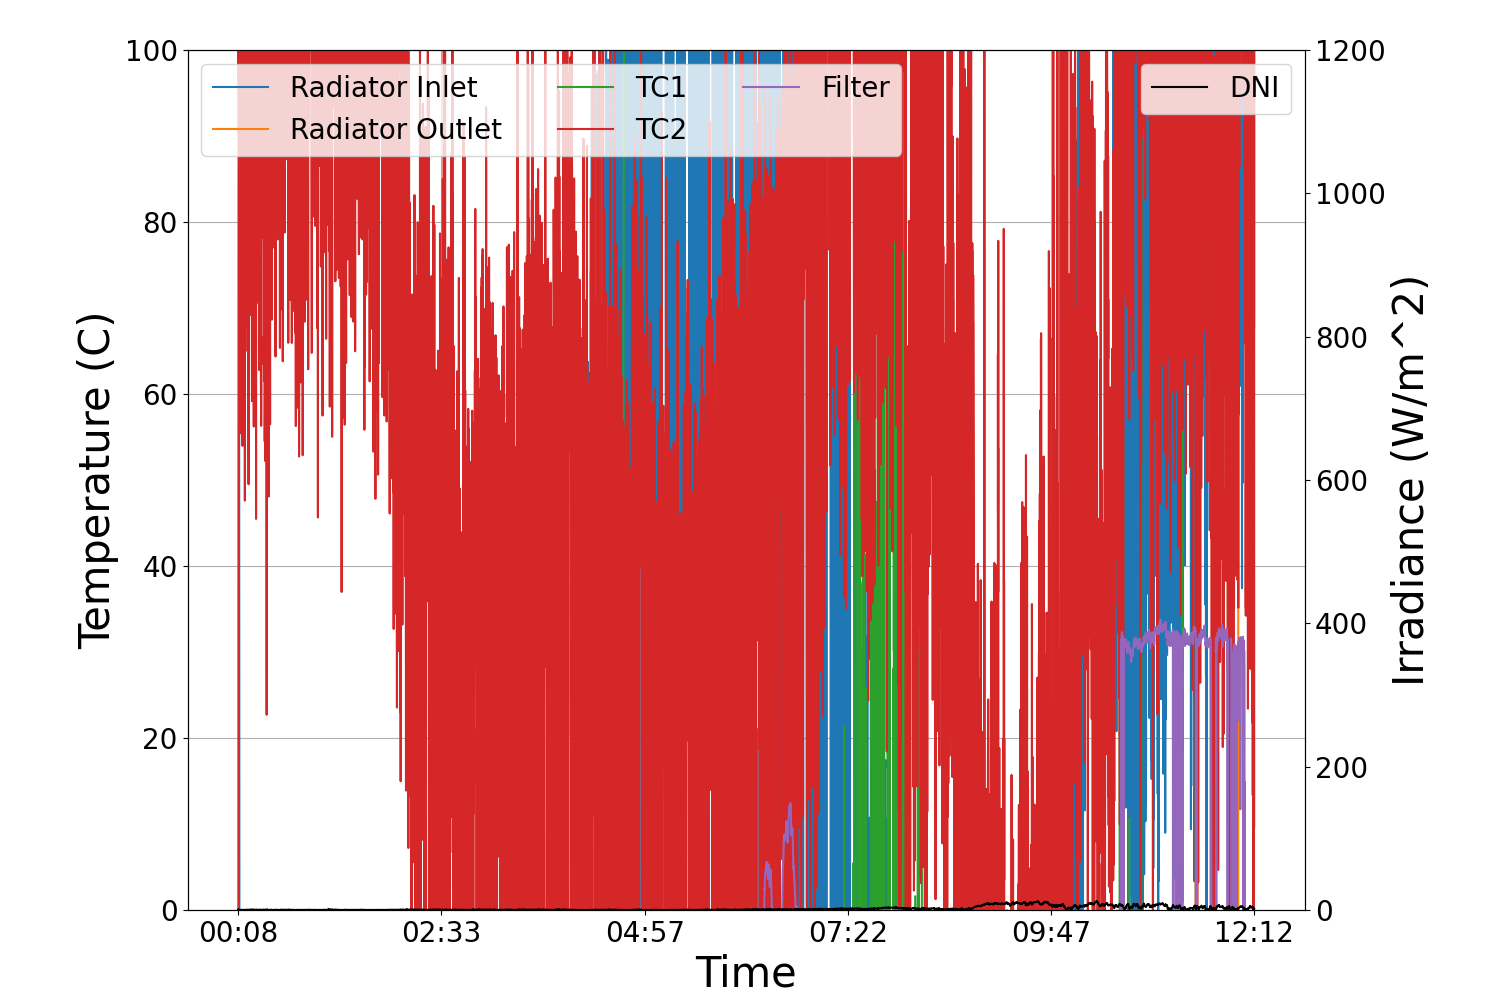 Radiator Inlet
Radiator Outlet
TC1
TC2
Filter
DNI
Temperature (C)
100
80
60
40
20
0
Irradiance (W/m^2)
1200
1000
800
600
400
200
0
00:08 02:33 04:57 07:22 09:47 12:12
Time